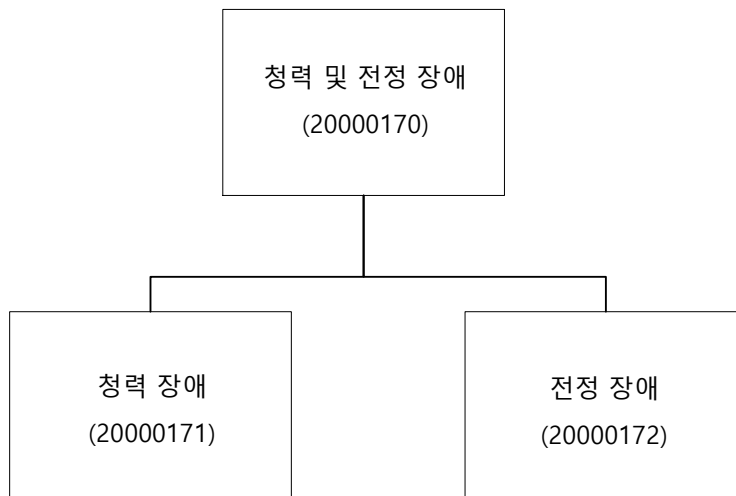 청력 및 전정 장애
(20000170)
청력 장애
(20000171)
전정 장애
(20000172)